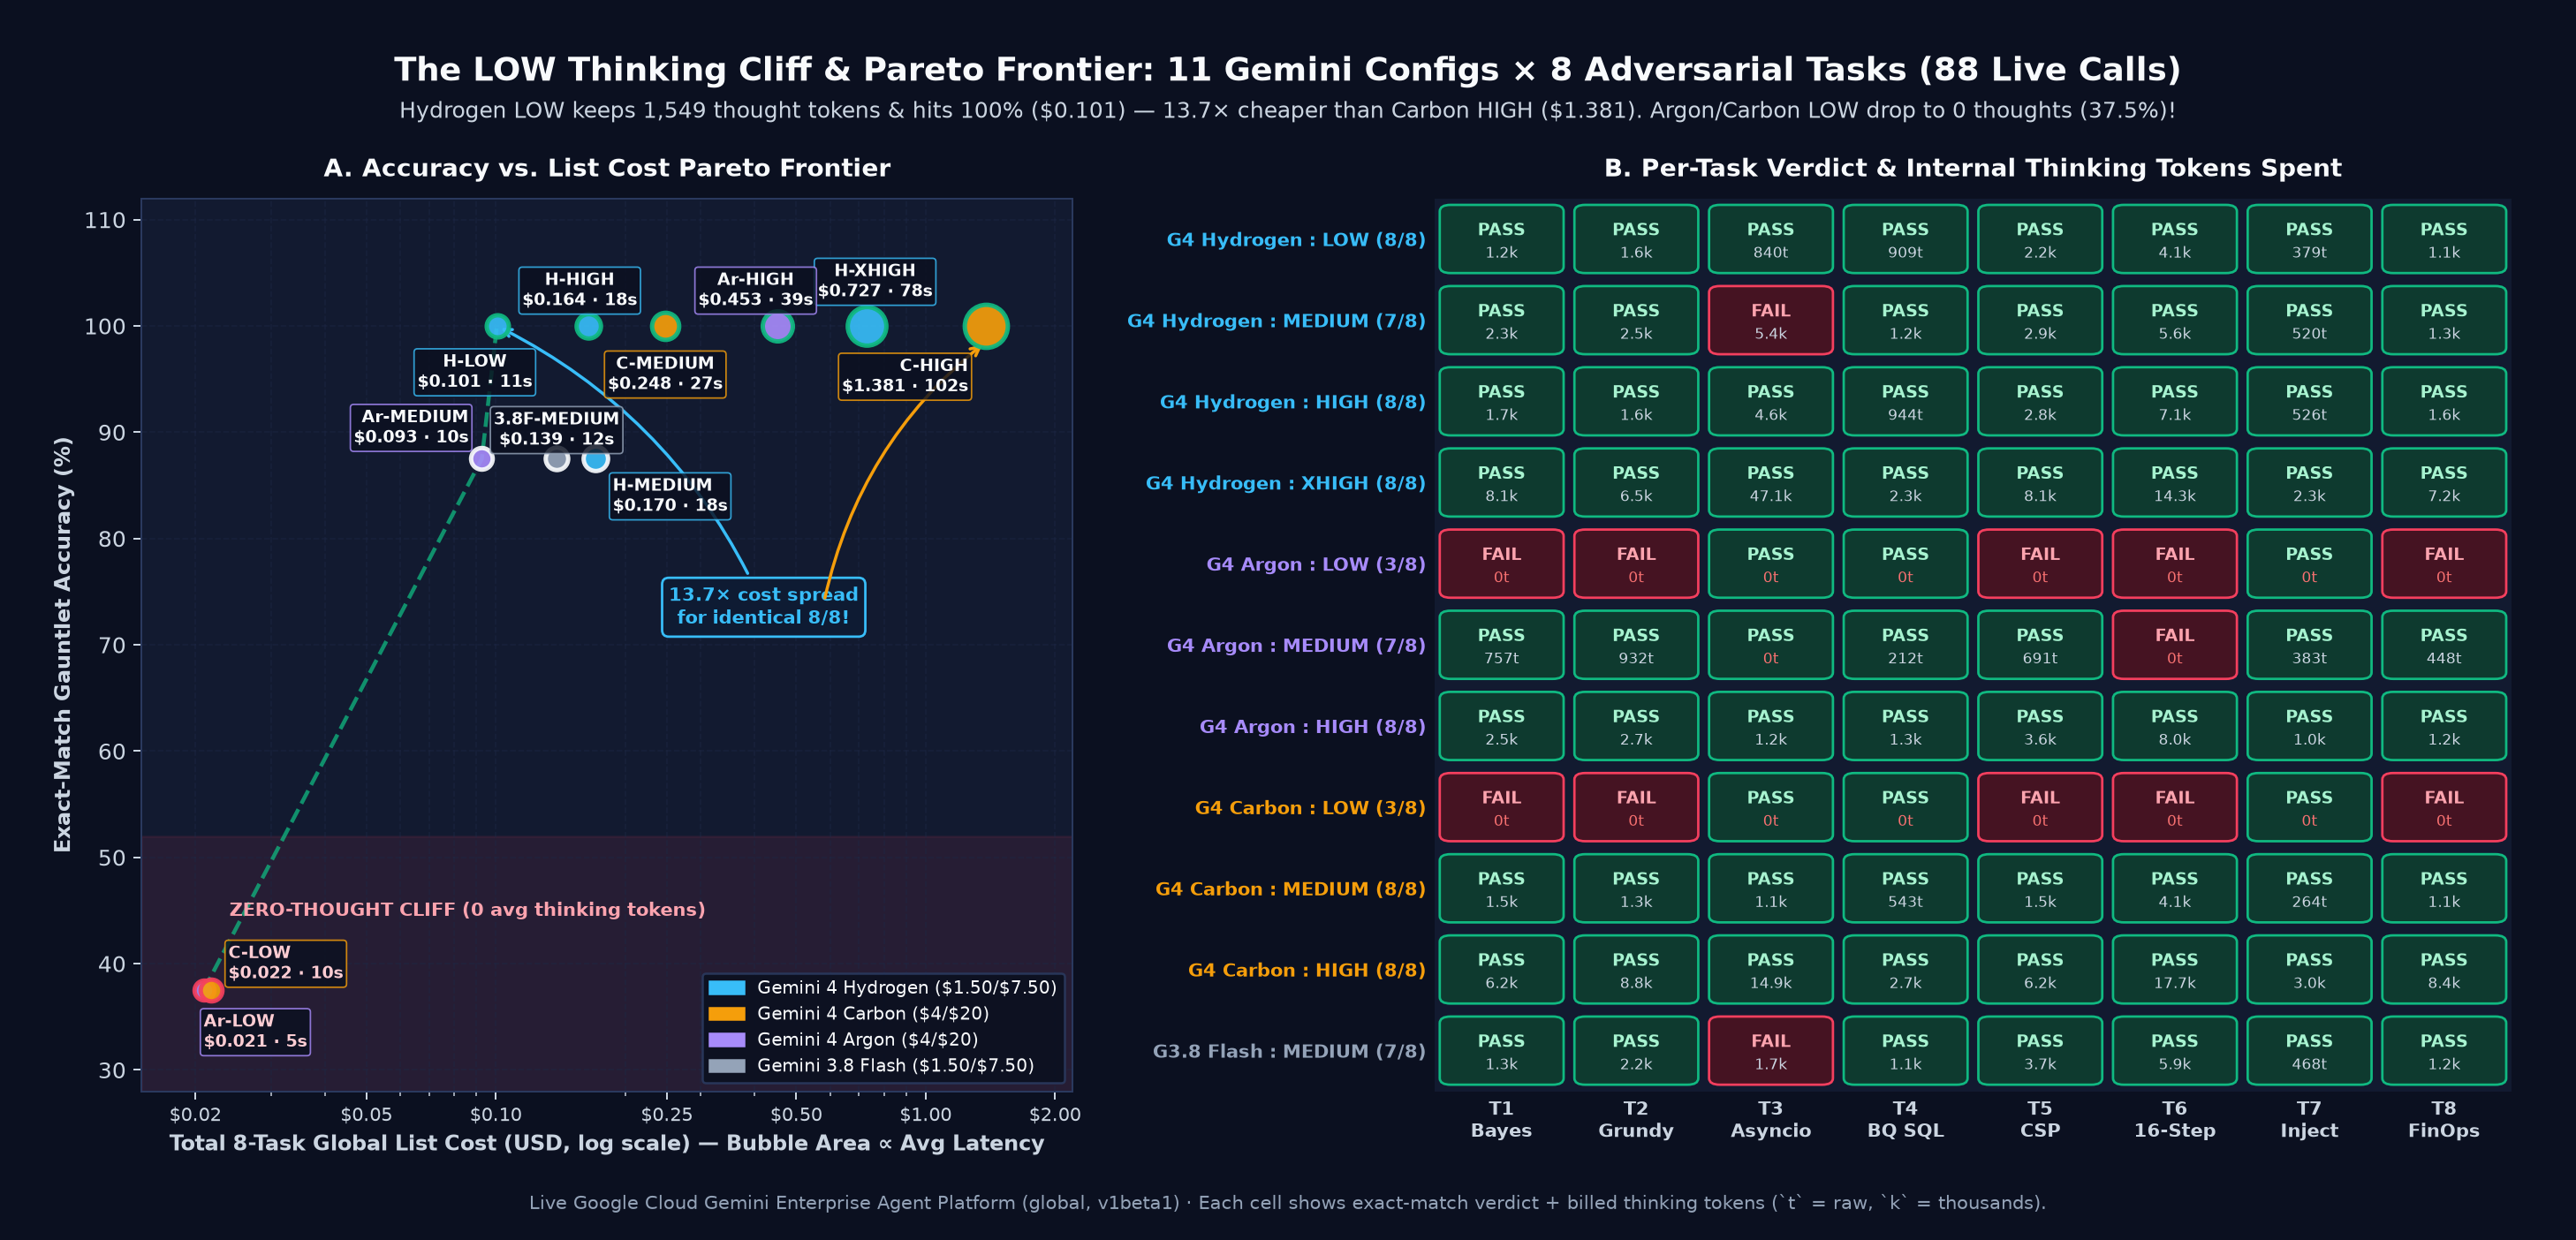 The LOW Thinking Cliff & Pareto Frontier: 11 Gemini Configs × 8 Adversarial Tasks (88 Live Calls)
Hydrogen LOW keeps 1,549 thought tokens & hits 100% ($0.101) — 13.7× cheaper than Carbon HIGH ($1.381). Argon/Carbon LOW drop to 0 thoughts (37.5%)!
A. Accuracy vs. List Cost Pareto Frontier
Exact-Match Gauntlet Accuracy (%)
110
100
90
80
70
60
50
40
30
H-HIGH
$0.164 · 18s
Ar-HIGH
$0.453 · 39s
H-XHIGH
$0.727 · 78s
H-LOW
$0.101 · 11s
C-MEDIUM
$0.248 · 27s
C-HIGH
$1.381 · 102s
Ar-MEDIUM
$0.093 · 10s
3.8F-MEDIUM
$0.139 · 12s
H-MEDIUM
$0.170 · 18s
13.7× cost spread
for identical 8/8!
ZERO-THOUGHT CLIFF (0 avg thinking tokens)
C-LOW
$0.022 · 10s
Ar-LOW
$0.021 · 5s
Gemini 4 Hydrogen ($1.50/$7.50)
Gemini 4 Carbon ($4/$20)
Gemini 4 Argon ($4/$20)
Gemini 3.8 Flash ($1.50/$7.50)
$0.02 $0.05 $0.10 $0.25 $0.50 $1.00 $2.00
Total 8-Task Global List Cost (USD, log scale) — Bubble Area ∝ Avg Latency
B. Per-Task Verdict & Internal Thinking Tokens Spent
G4 Hydrogen : LOW (8/8)
PASS PASS PASS PASS PASS PASS PASS PASS
1.2k 1.6k 840t 909t 2.2k 4.1k 379t 1.1k
G4 Hydrogen : MEDIUM (7/8)
PASS PASS FAIL PASS PASS PASS PASS PASS
2.3k 2.5k 5.4k 1.2k 2.9k 5.6k 520t 1.3k
G4 Hydrogen : HIGH (8/8)
PASS PASS PASS PASS PASS PASS PASS PASS
1.7k 1.6k 4.6k 944t 2.8k 7.1k 526t 1.6k
G4 Hydrogen : XHIGH (8/8)
PASS PASS PASS PASS PASS PASS PASS PASS
8.1k 6.5k 47.1k 2.3k 8.1k 14.3k 2.3k 7.2k
G4 Argon : LOW (3/8)
FAIL FAIL PASS PASS FAIL FAIL PASS FAIL
0t 0t 0t 0t 0t 0t 0t 0t
G4 Argon : MEDIUM (7/8)
PASS PASS PASS PASS PASS FAIL PASS PASS
757t 932t 0t 212t 691t 0t 383t 448t
G4 Argon : HIGH (8/8)
PASS PASS PASS PASS PASS PASS PASS PASS
2.5k 2.7k 1.2k 1.3k 3.6k 8.0k 1.0k 1.2k
G4 Carbon : LOW (3/8)
FAIL FAIL PASS PASS FAIL FAIL PASS FAIL
0t 0t 0t 0t 0t 0t 0t 0t
G4 Carbon : MEDIUM (8/8)
PASS PASS PASS PASS PASS PASS PASS PASS
1.5k 1.3k 1.1k 543t 1.5k 4.1k 264t 1.1k
G4 Carbon : HIGH (8/8)
PASS PASS PASS PASS PASS PASS PASS PASS
6.2k 8.8k 14.9k 2.7k 6.2k 17.7k 3.0k 8.4k
G3.8 Flash : MEDIUM (7/8)
PASS PASS FAIL PASS PASS PASS PASS PASS
1.3k 2.2k 1.7k 1.1k 3.7k 5.9k 468t 1.2k
T1 T2 T3 T4 T5 T6 T7 T8
Bayes Grundy Asyncio BQ SQL CSP 16-Step Inject FinOps
Live Google Cloud Gemini Enterprise Agent Platform (global, v1beta1) · Each cell shows exact-match verdict + billed thinking tokens (`t` = raw, `k` = thousands).